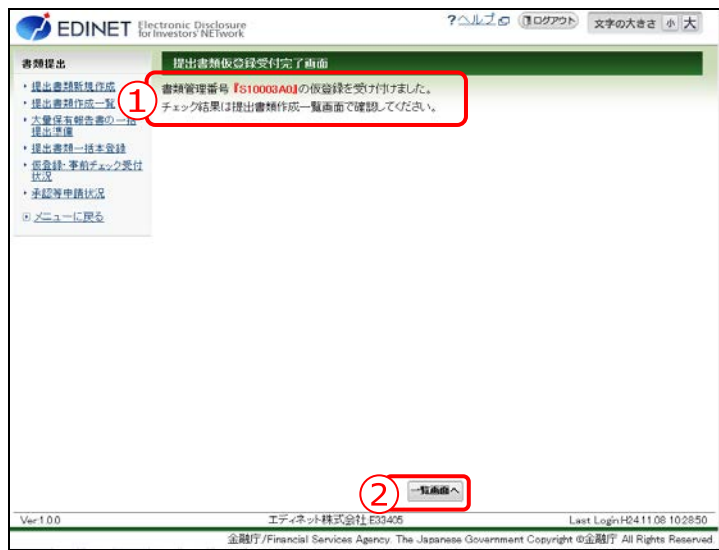 EDINET Electronic Disclosure for Investors' NETwork
?ヘルプ ログアウト 文字の大きさ 小 大
書類提出
・提出書類新規作成
・提出書類作成一覧
・大量保有報告書の一括
提出準備
・提出書類一括本登録
・仮登録・事前チェック受付
状況
・承認等申請状況
メニューに戻る
提出書類仮登録受付完了画面
①
書類管理番号『S10003A0』の仮登録を受け付けました。
チェック結果は提出書類作成一覧画面で確認してください。
②
一覧画面へ
Ver.1.0.0 エディネット株式会社 E33405 Last Login:H24.11.08 10:28:50
金融庁/Financial Services Agency, The Japanese Government Copyright ©金融庁 All Rights Reserved.